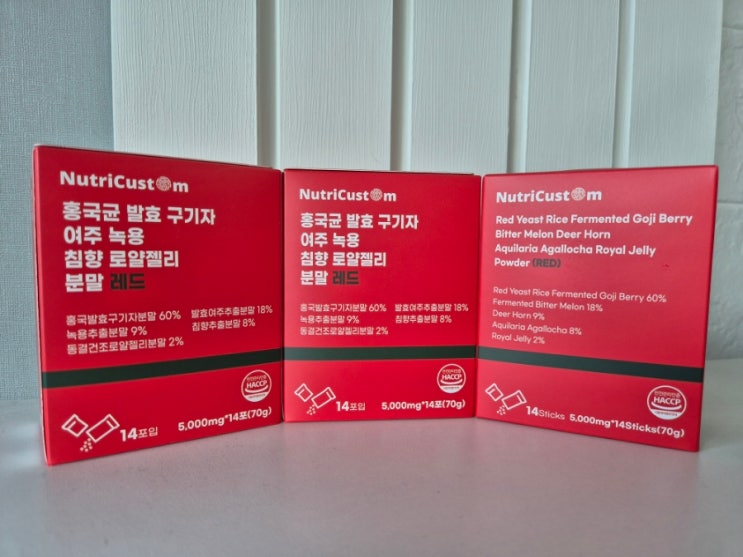 NutriCustom
홍국균 발효 구기자
여주 녹용
침향 로얄젤리
분말 레드
홍국발효구기자분말 60% 발효여주추출분말 18%
녹용추출분말 9% 침향추출분말 8%
동결건조로얄젤리분말 2%
HACCP
14포입 5,000mg*14포(70g)
NutriCustom
홍국균 발효 구기자
여주 녹용
침향 로얄젤리
분말 레드
홍국발효구기자분말 60% 발효여주추출분말 18%
녹용추출분말 9% 침향추출분말 8%
동결건조로얄젤리분말 2%
HACCP
14포입 5,000mg*14포(70g)
NutriCustom
Red Yeast Rice Fermented Goji Berry
Bitter Melon Deer Horn
Aquilaria Agallocha Royal Jelly
Powder (RED)
Red Yeast Rice Fermented Goji Berry 60%
Fermented Bitter Melon 18%
Deer Horn 9%
Aquilaria Agallocha 8%
Royal Jelly 2%
HACCP
14Sticks 5,000mg*14Sticks(70g)